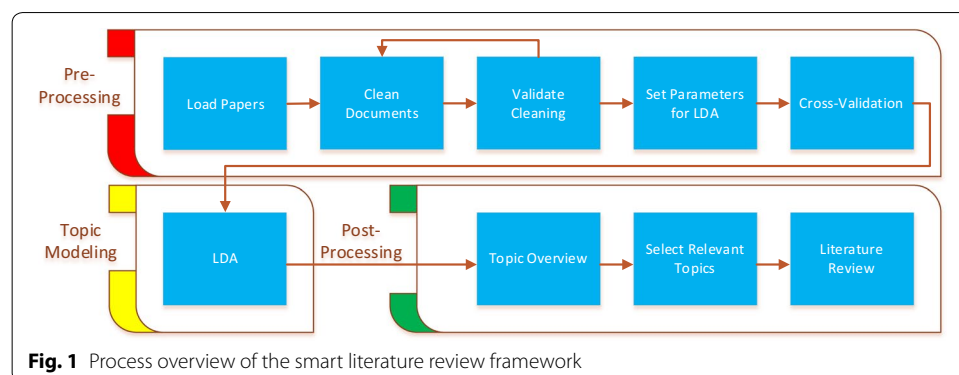 Pre-
Processing
Load Papers
Clean
Documents
Validate
Cleaning
Set Parameters
for LDA
Cross-Validation
Topic
Modeling
LDA
Post-
Processing
Topic Overview
Select Relevant
Topics
Literature
Review
Fig. 1 Process overview of the smart literature review framework